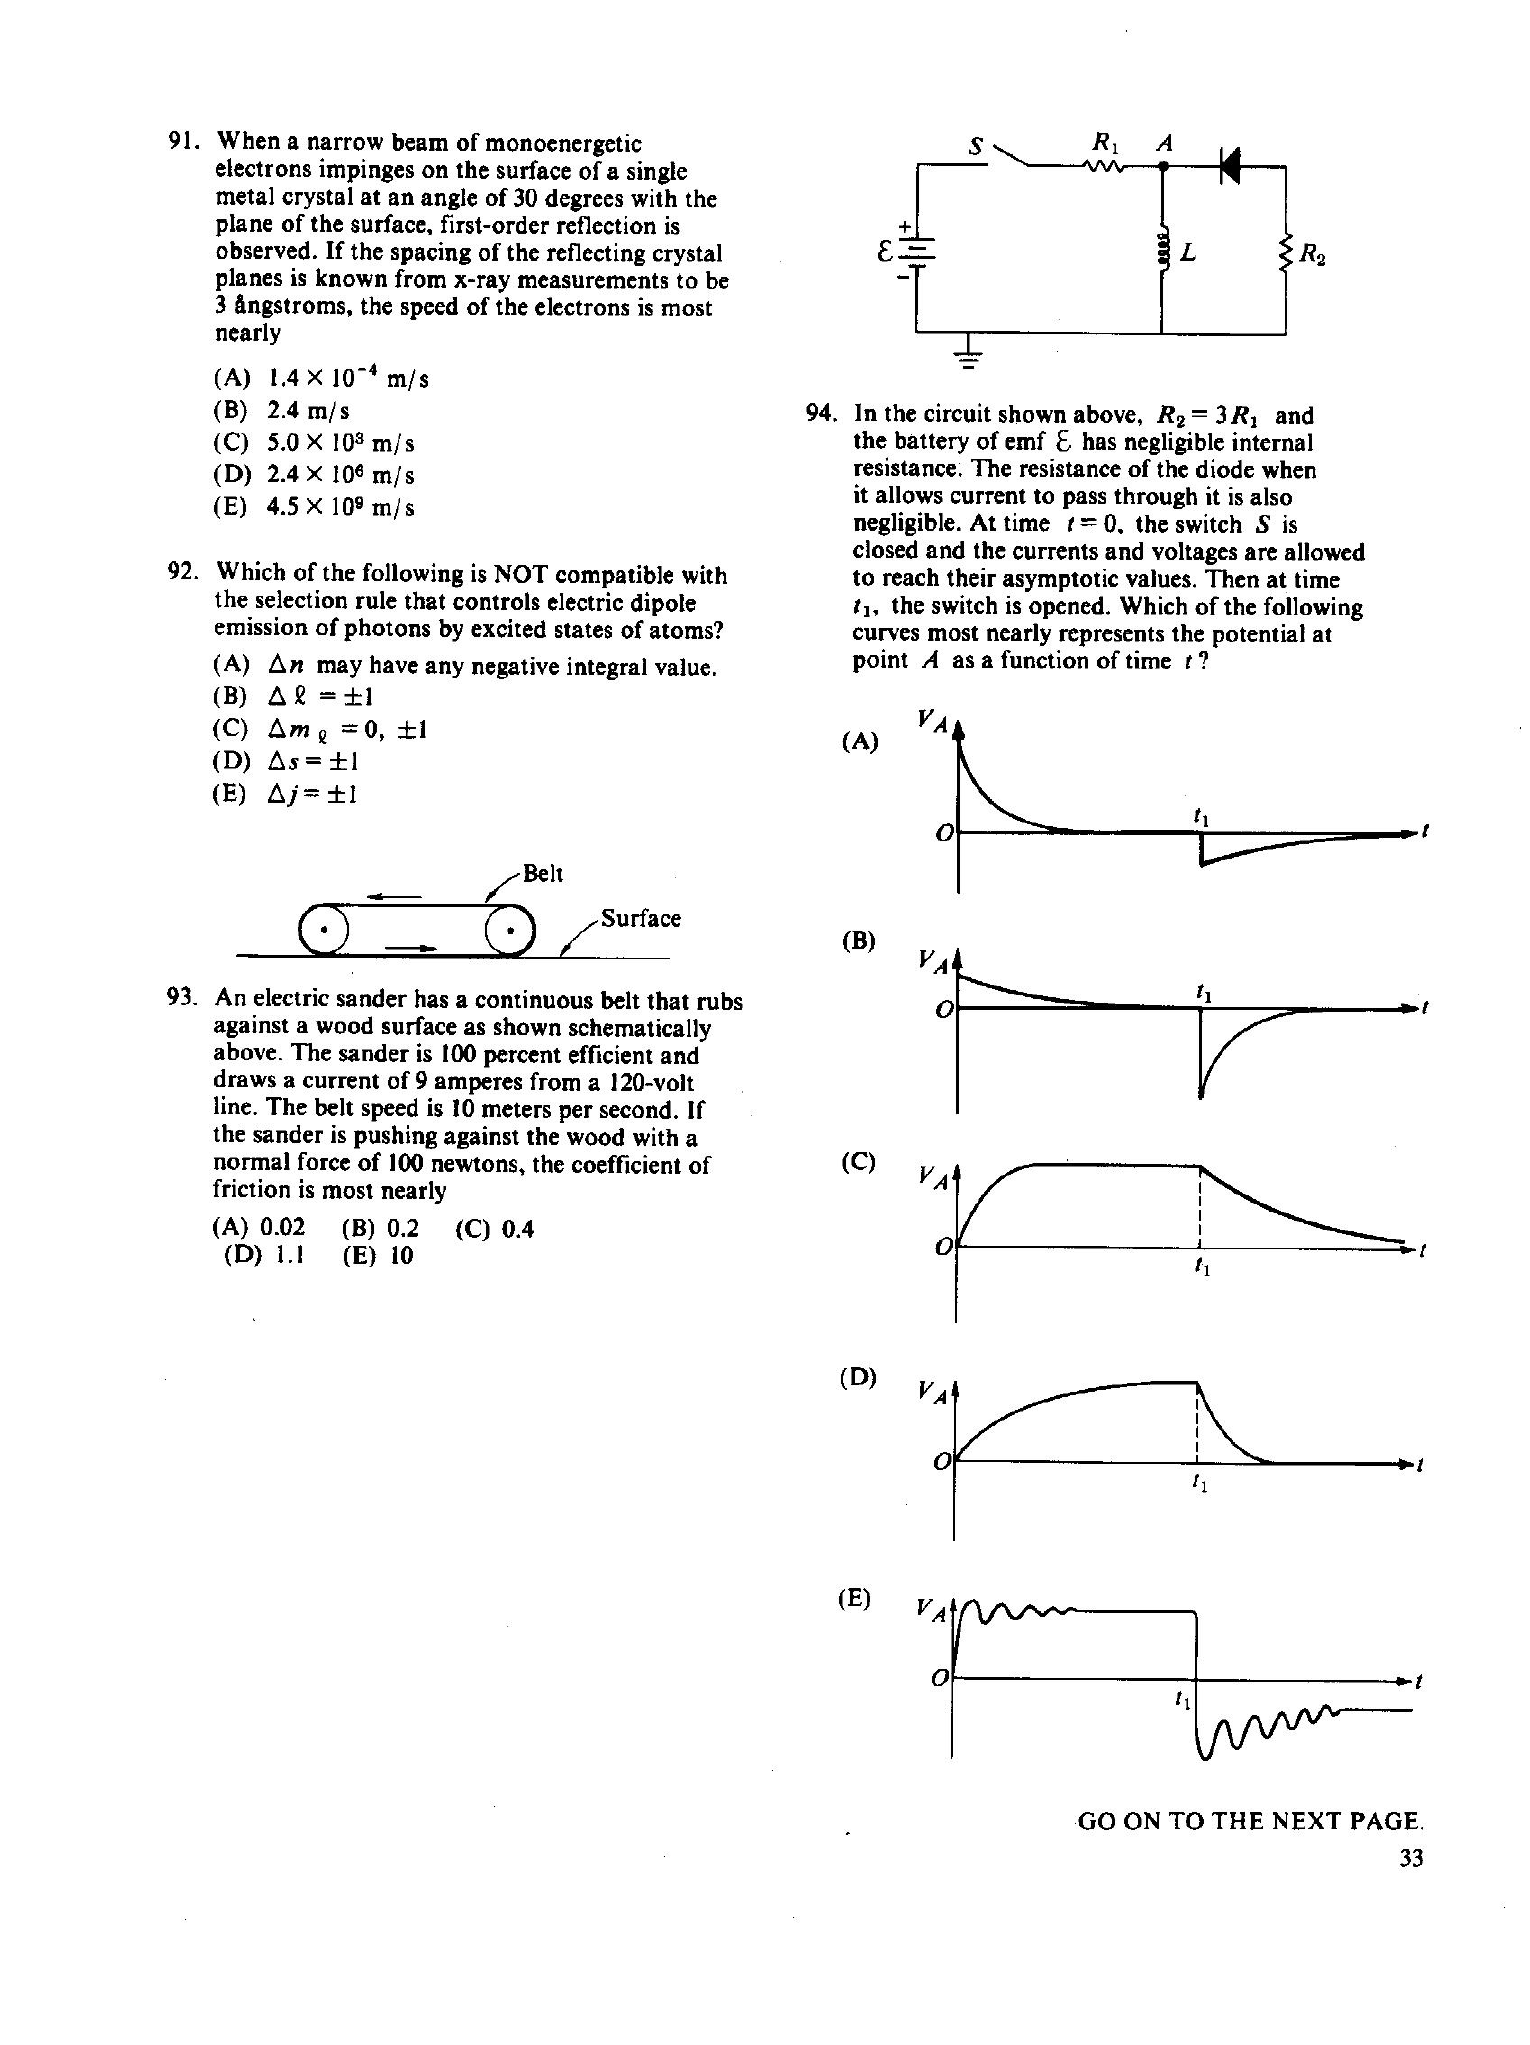 91. When a narrow beam of monoenergetic
electrons impinges on the surface of a single
metal crystal at an angle of 30 degrees with the
plane of the surface, first-order reflection is
observed. If the spacing of the reflecting crystal
planes is known from x-ray measurements to be
3 ångstroms, the speed of the electrons is most
nearly
(A) 1.4 × 10⁻⁴ m/s
(B) 2.4 m/s
(C) 5.0 × 10³ m/s
(D) 2.4 × 10⁶ m/s
(E) 4.5 × 10⁹ m/s
92. Which of the following is NOT compatible with
the selection rule that controls electric dipole
emission of photons by excited states of atoms?
(A) Δn may have any negative integral value.
(B) Δℓ = ±1
(C) Δm ℓ = 0, ±1
(D) Δs = ±1
(E) Δj = ±1
Belt
Surface
93. An electric sander has a continuous belt that rubs
against a wood surface as shown schematically
above. The sander is 100 percent efficient and
draws a current of 9 amperes from a 120-volt
line. The belt speed is 10 meters per second. If
the sander is pushing against the wood with a
normal force of 100 newtons, the coefficient of
friction is most nearly
(A) 0.02 (B) 0.2 (C) 0.4
(D) 1.1 (E) 10
S R₁ A
+
ℰ
-
L R₂
94. In the circuit shown above, R₂ = 3R₁ and
the battery of emf ℰ has negligible internal
resistance. The resistance of the diode when
it allows current to pass through it is also
negligible. At time t = 0, the switch S is
closed and the currents and voltages are allowed
to reach their asymptotic values. Then at time
t₁, the switch is opened. Which of the following
curves most nearly represents the potential at
point A as a function of time t?
(A) V_A
O t₁ t
(B) V_A
O t₁ t
(C) V_A
O t
t₁
(D) V_A
O t
t₁
(E) V_A
O t
t₁
GO ON TO THE NEXT PAGE.
33